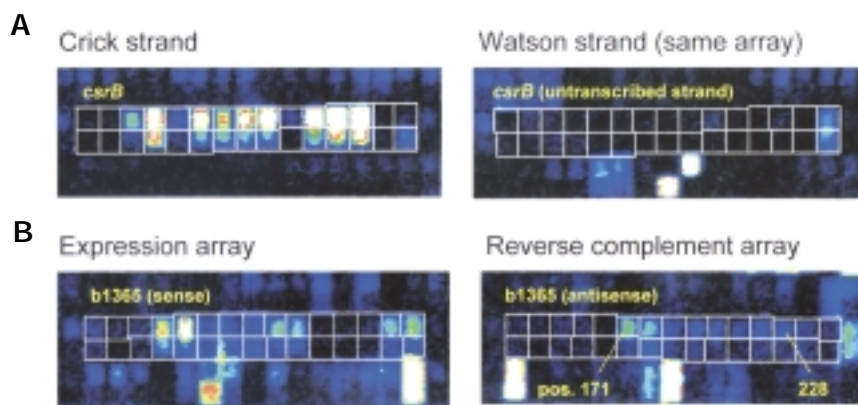 A
Crick strand
Watson strand (same array)
csrB
csrB (untranscribed strand)
B
Expression array
Reverse complement array
b1365 (sense)
b1365 (antisense)
pos. 171
228